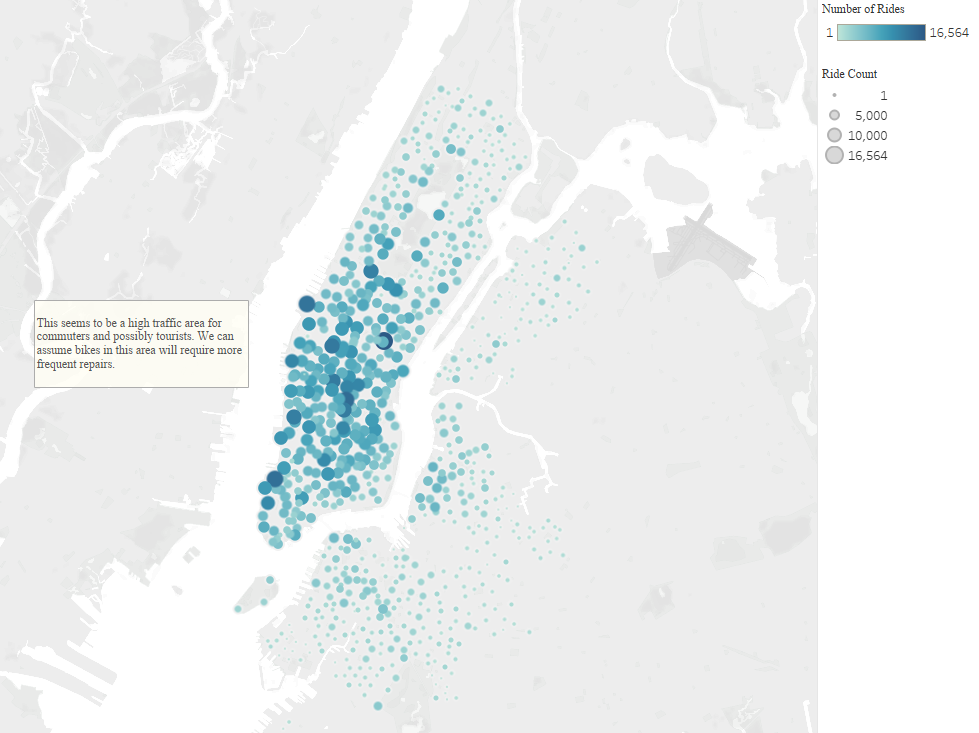 Number of Rides
1 16,564
Ride Count
1
5,000
10,000
16,564
This seems to be a high traffic area for
commuters and possibly tourists. We can
assume bikes in this area will require more
frequent repairs.